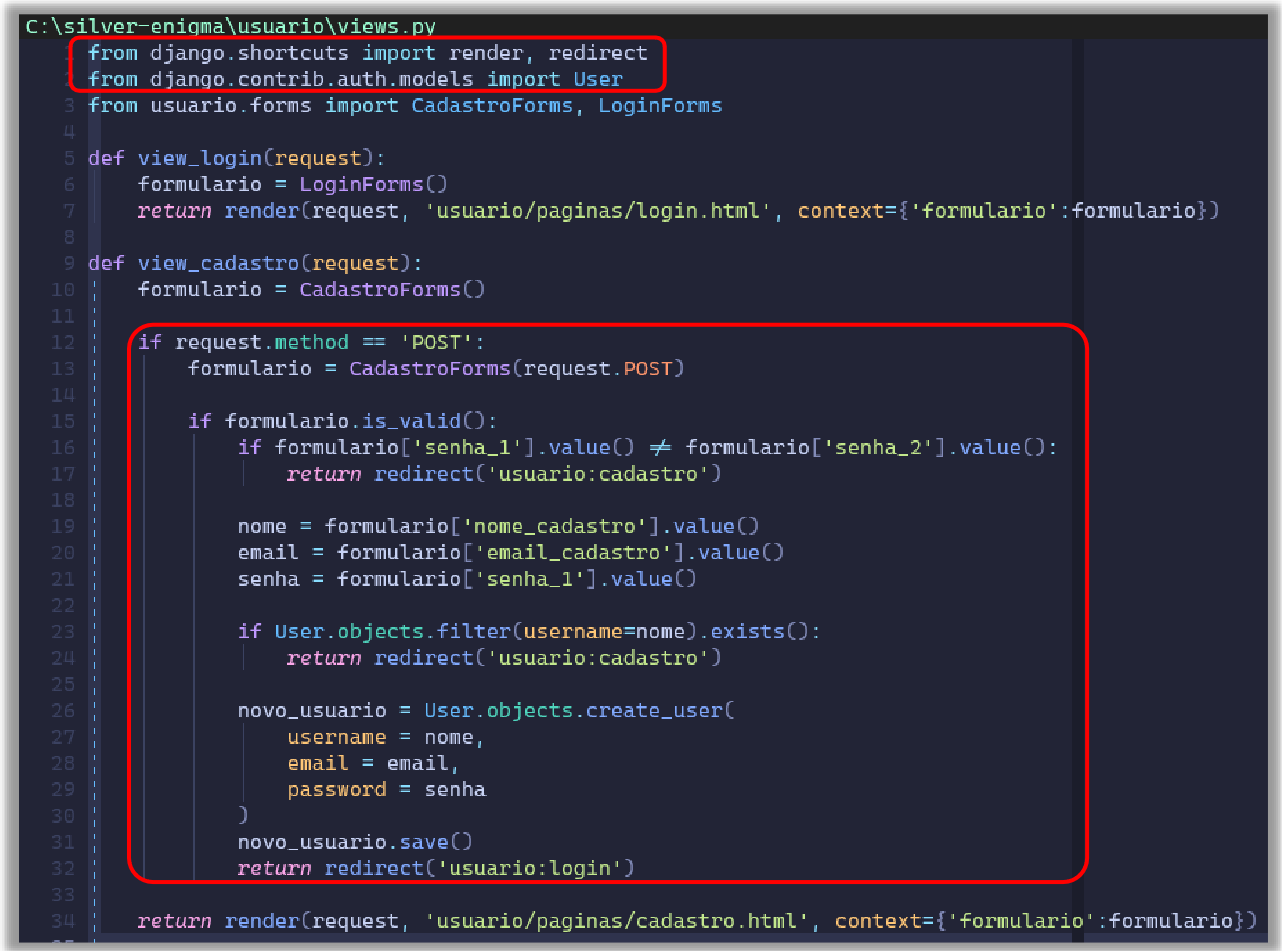 C:\silver-enigma\usuario\views.py
1 from django.shortcuts import render, redirect
2 from django.contrib.auth.models import User
3 from usuario.forms import CadastroForms, LoginForms
4
5 def view_login(request):
6     formulario = LoginForms()
7     return render(request, 'usuario/paginas/login.html', context={'formulario':formulario})
8
9 def view_cadastro(request):
10     formulario = CadastroForms()
11
12     if request.method == 'POST':
13         formulario = CadastroForms(request.POST)
14
15         if formulario.is_valid():
16             if formulario['senha_1'].value() ≠ formulario['senha_2'].value():
17                 return redirect('usuario:cadastro')
18
19             nome = formulario['nome_cadastro'].value()
20             email = formulario['email_cadastro'].value()
21             senha = formulario['senha_1'].value()
22
23             if User.objects.filter(username=nome).exists():
24                 return redirect('usuario:cadastro')
25
26             novo_usuario = User.objects.create_user(
27                 username = nome,
28                 email = email,
29                 password = senha
30             )
31             novo_usuario.save()
32             return redirect('usuario:login')
33
34     return render(request, 'usuario/paginas/cadastro.html', context={'formulario':formulario})